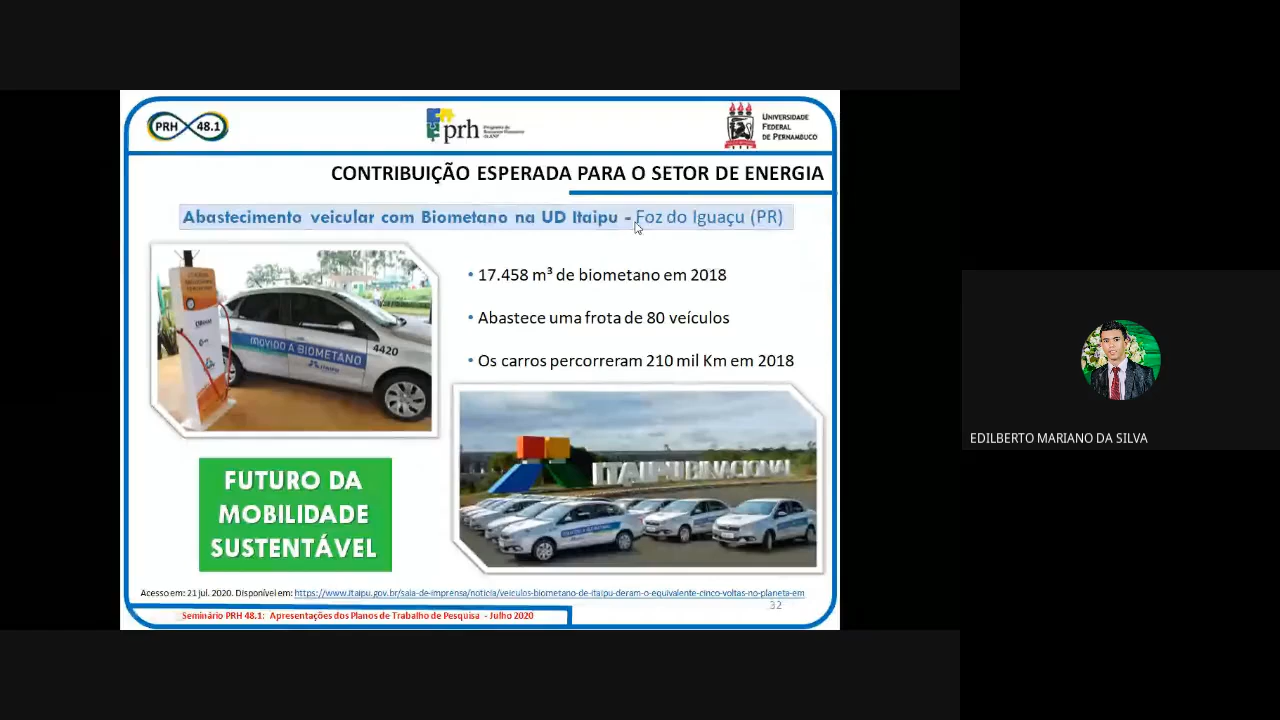 PRH 48.1
prh
UNIVERSIDADE
FEDERAL
DE PERNAMBUCO
CONTRIBUIÇÃO ESPERADA PARA O SETOR DE ENERGIA
Abastecimento veicular com Biometano na UD Itaipu - Foz do Iguaçu (PR)
• 17.458 m³ de biometano em 2018
• Abastece uma frota de 80 veículos
• Os carros percorreram 210 mil Km em 2018
MOVIDO A BIOMETANO
4420
ITAIPU
ITAIPU BINACIONAL
FUTURO DA
MOBILIDADE
SUSTENTÁVEL
Acesso em: 21 jul. 2020. Disponível em: https://www.itaipu.gov.br/sala-de-imprensa/noticia/veiculos-biometano-de-itaipu-deram-o-equivalente-cinco-voltas-no-planeta-em
32
Seminário PRH 48.1: Apresentações dos Planos de Trabalho de Pesquisa - Julho 2020
EDILBERTO MARIANO DA SILVA